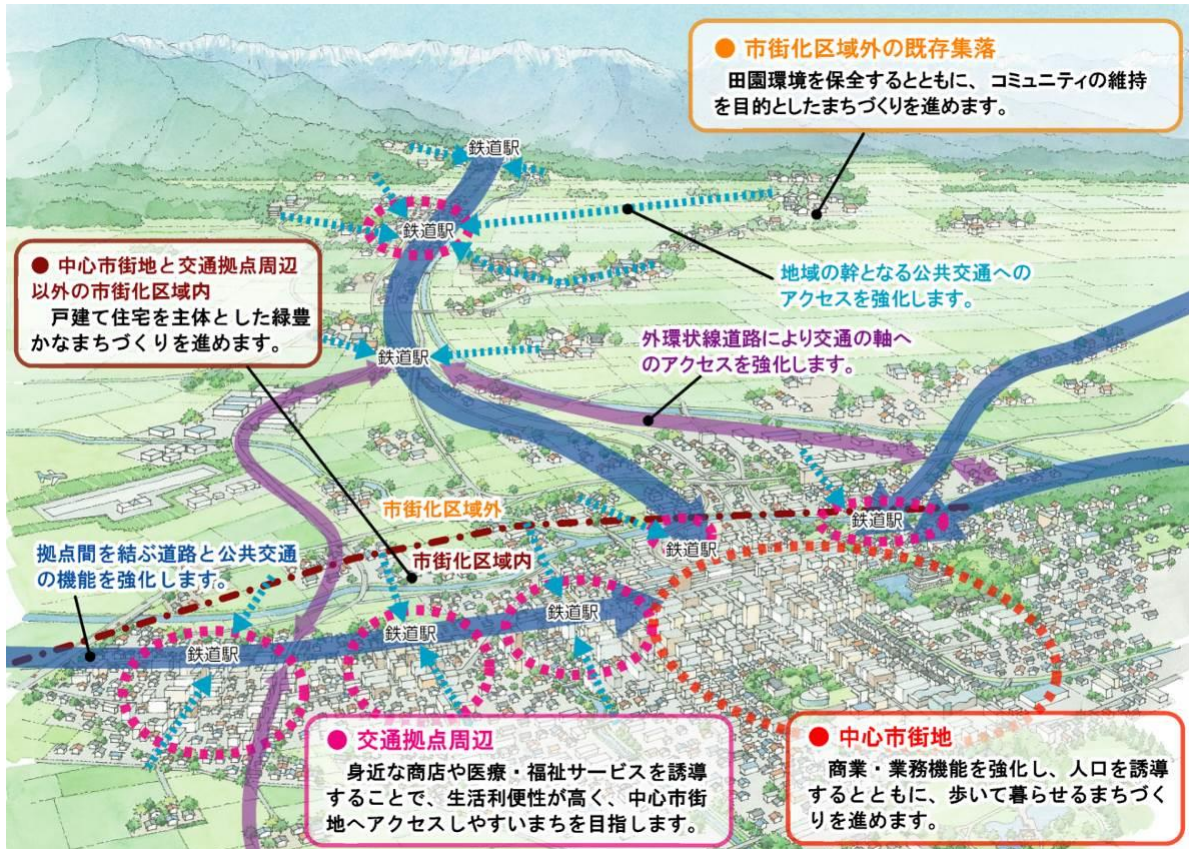 ● 市街化区域外の既存集落
田園環境を保全するとともに、コミュニティの維持
を目的としたまちづくりを進めます。
鉄道駅
鉄道駅
● 中心市街地と交通拠点周辺
以外の市街化区域内
戸建て住宅を主体とした緑豊
かなまちづくりを進めます。
地域の幹となる公共交通への
アクセスを強化します。
外環状線道路により交通の軸へ
のアクセスを強化します。
鉄道駅
市街化区域外
鉄道駅
鉄道駅
市街化区域内
拠点間を結ぶ道路と公共交通
の機能を強化します。
鉄道駅
鉄道駅
鉄道駅
● 交通拠点周辺
身近な商店や医療・福祉サービスを誘導
することで、生活利便性が高く、中心市街
地へアクセスしやすいまちを目指します。
● 中心市街地
商業・業務機能を強化し、人口を誘導
するとともに、歩いて暮らせるまちづく
りを進めます。